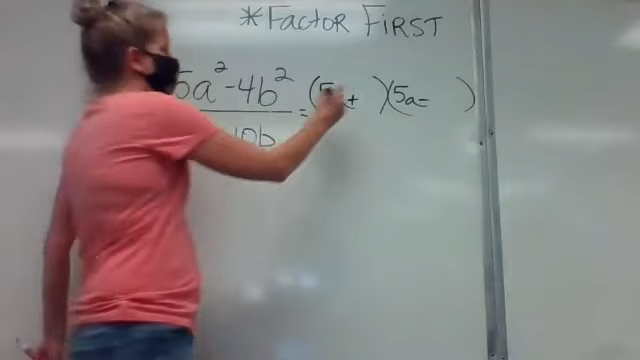 *Factor First
5a² - 4b² = (5a + )(5a = )
10b